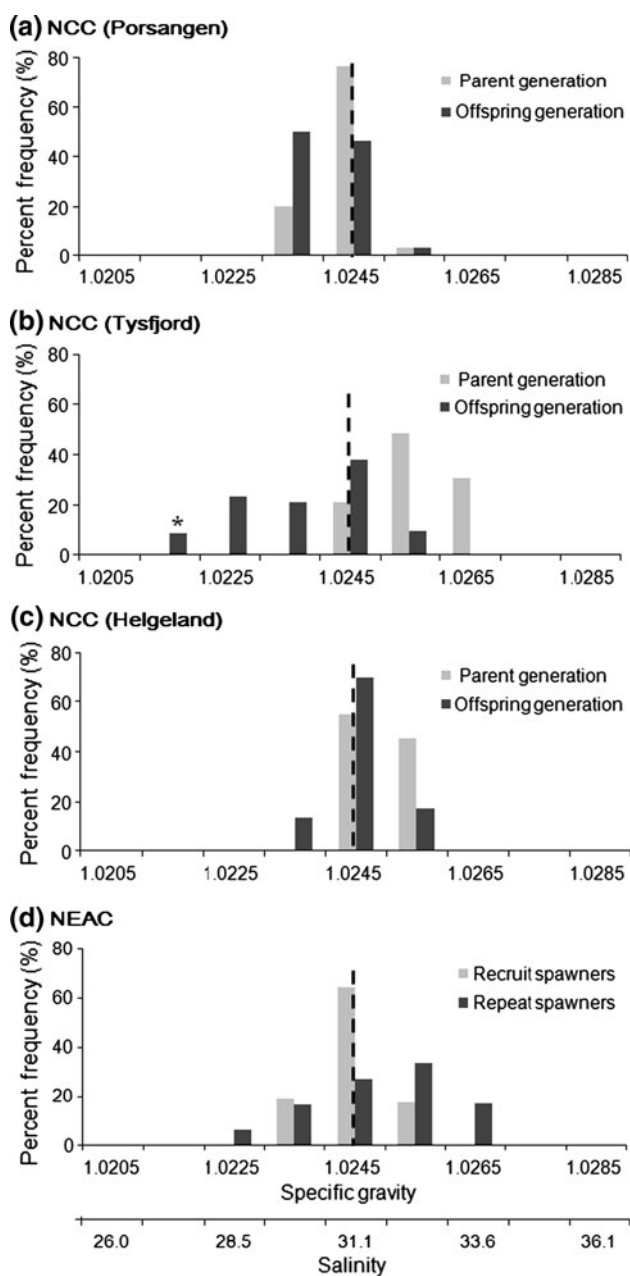 (a) NCC (Porsangen)
Percent frequency (%)
80
60
40
20
0
Parent generation
Offspring generation
1.0205 1.0225 1.0245 1.0265 1.0285
(b) NCC (Tysfjord)
Percent frequency (%)
80
60
40
20
0
Parent generation
Offspring generation
*
1.0205 1.0225 1.0245 1.0265 1.0285
(c) NCC (Helgeland)
Percent frequency (%)
80
60
40
20
0
Parent generation
Offspring generation
1.0205 1.0225 1.0245 1.0265 1.0285
(d) NEAC
Percent frequency (%)
80
60
40
20
0
Recruit spawners
Repeat spawners
1.0205 1.0225 1.0245 1.0265 1.0285
Specific gravity
26.0 28.5 31.1 33.6 36.1
Salinity